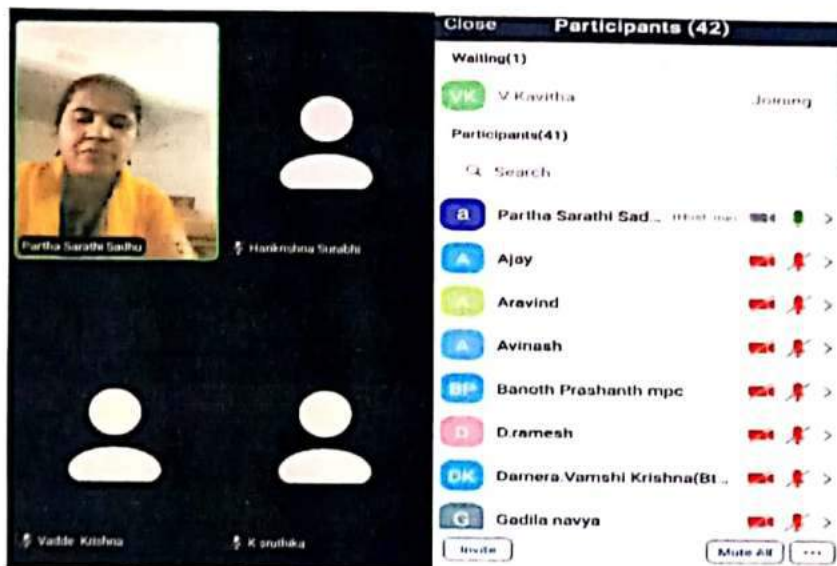 Partha Sarathi Sadhu
Harikrishna Surabhi
Vadde Krishna
K sruthika
Close
Participants (42)
Waiting(1)
VK
V Kavitha
Joining
Participants(41)
Search
a
Partha Sarathi Sad...
A
Ajay
A
Aravind
A
Avinash
BP
Banoth Prashanth mpc
D
D.ramesh
DK
Darnera.Vamshi Krishna(Bt...
G
Gadila navya
Invite
Mute All
...